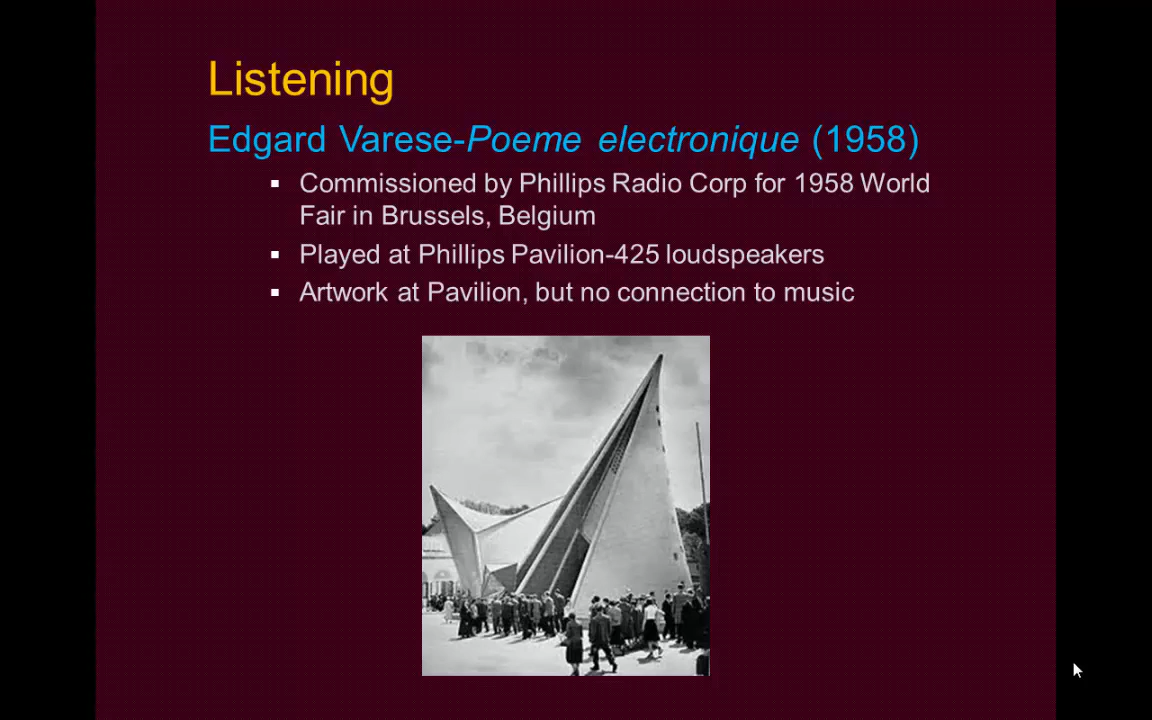 Listening
Edgard Varese-Poeme electronique (1958)
▪ Commissioned by Phillips Radio Corp for 1958 World
Fair in Brussels, Belgium
▪ Played at Phillips Pavilion-425 loudspeakers
▪ Artwork at Pavilion, but no connection to music